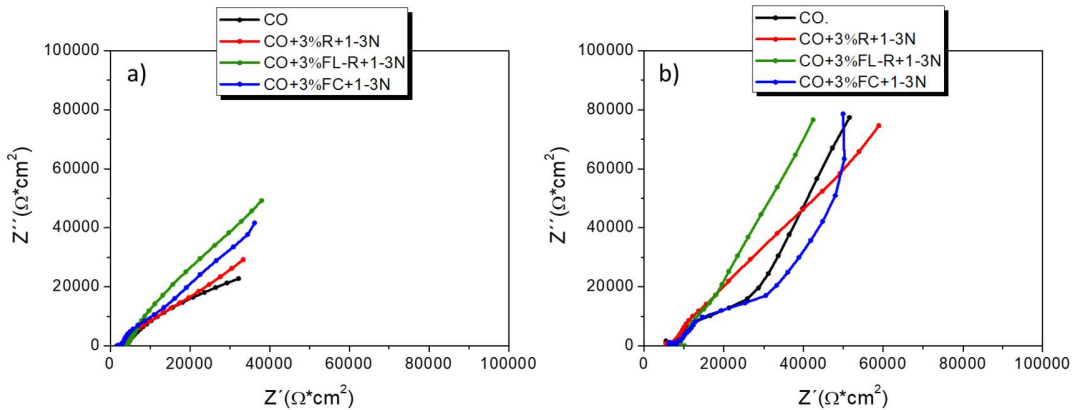 CO
CO+3%R+1-3N
CO+3%FL-R+1-3N
CO+3%FC+1-3N
a)
100000
80000
60000
40000
20000
0
Z´´(Ω*cm²)
0 20000 40000 60000 80000 100000
Z´(Ω*cm²)
CO.
CO+3%R+1-3N
CO+3%FL-R+1-3N
CO+3%FC+1-3N
b)
100000
80000
60000
40000
20000
0
Z´´(Ω*cm²)
0 20000 40000 60000 80000 100000
Z´(Ω*cm²)